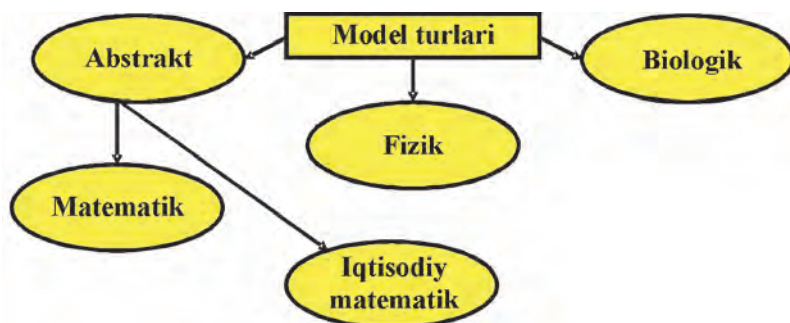 Model turlari
Abstrakt
Biologik
Fizik
Matematik
Iqtisodiy
matematik